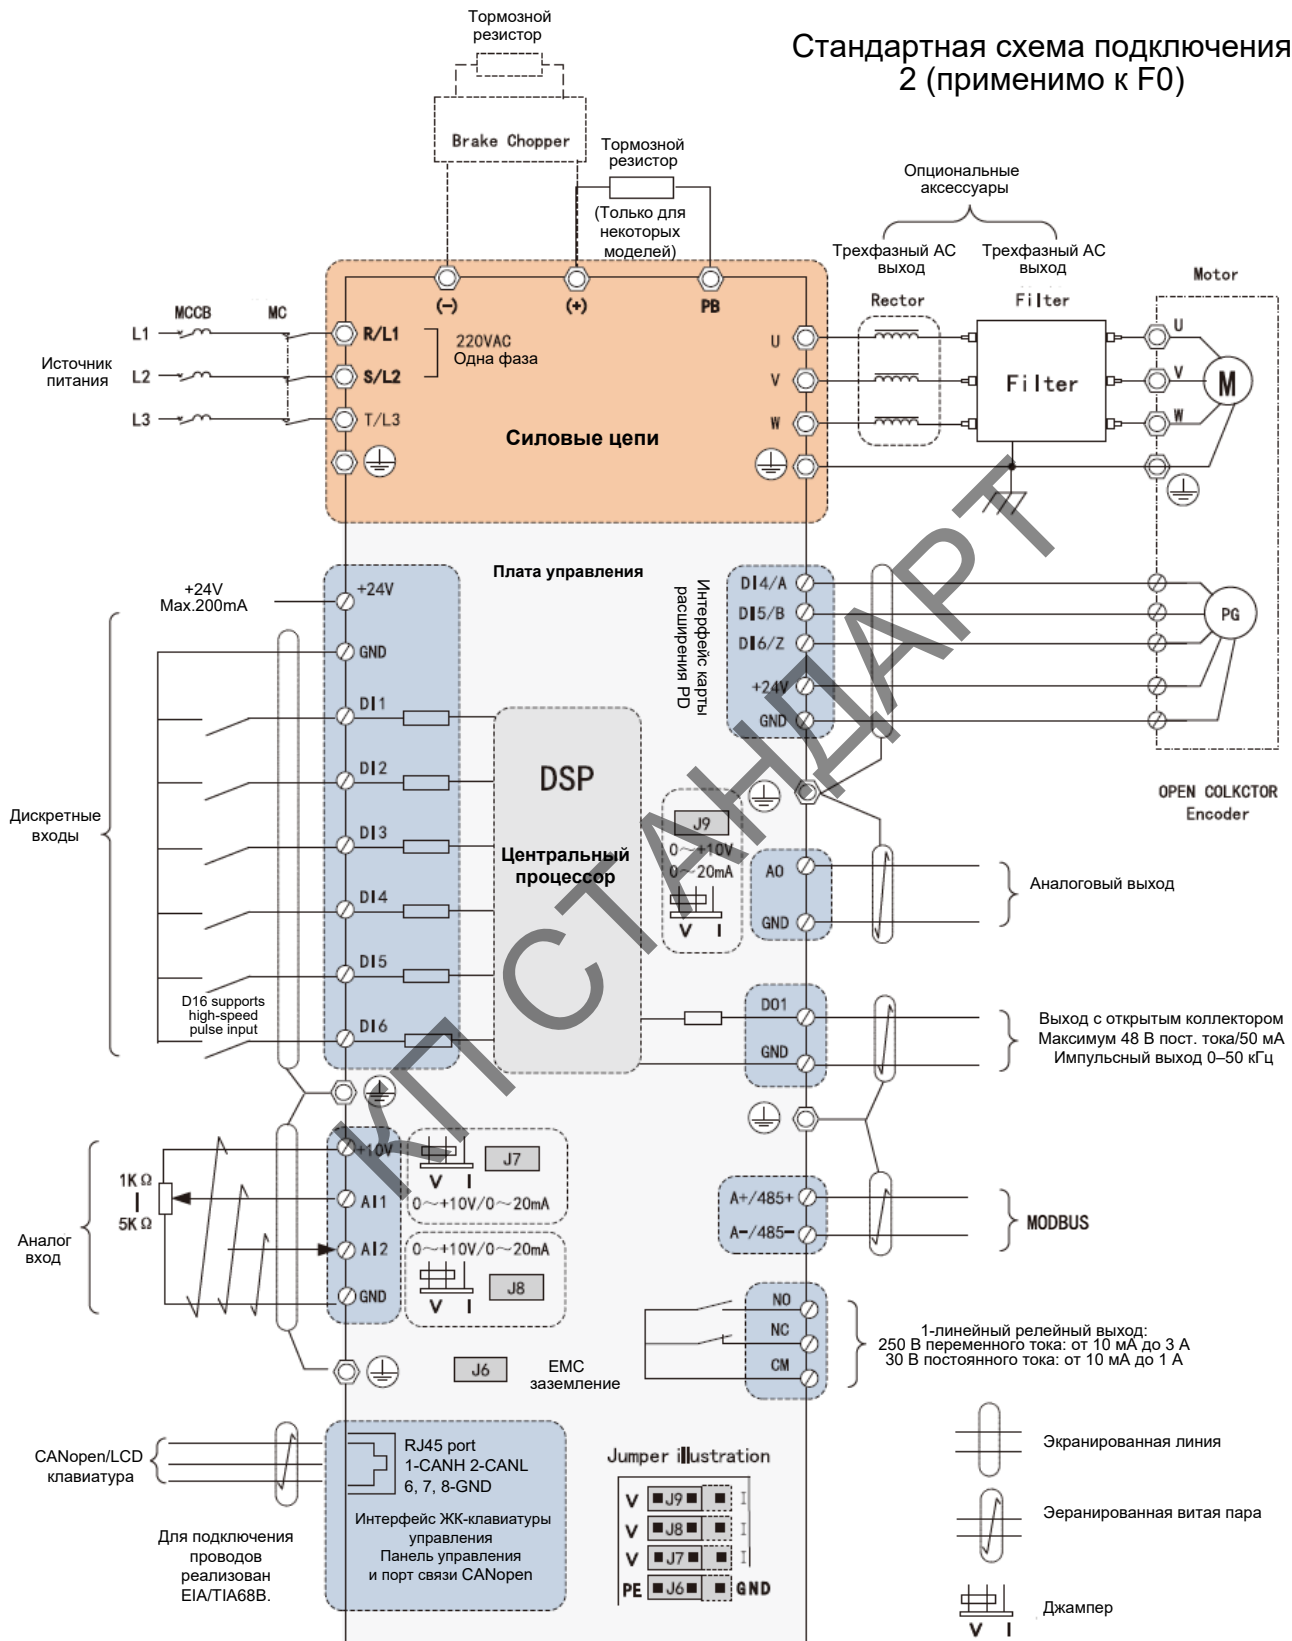 Стандартная схема подключения
2 (применимо к F0)
Тормозной
резистор
Brake Chopper
Тормозной
резистор
(Только для
некоторых
моделей)
Опциональные
аксессуары
Трехфазный AC
выход
Трехфазный AC
выход
Rector
Filter
Motor
(-)
(+)
PB
MCCB
MC
L1
L2
L3
Источник
питания
R/L1
S/L2
T/L3
220VAC
Одна фаза
Силовые цепи
U
V
W
Filter
U
V
W
M
Плата управления
+24V
Max.200mA
+24V
GND
DI1
DI2
DI3
DI4
DI5
DI6
Дискретные
входы
D16 supports
high-speed
pulse input
DSP
Центральный
процессор
Интерфейс карты
расширения PD
DI4/A
DI5/B
DI6/Z
+24V
GND
PG
OPEN COLKCTOR
Encoder
J9
0~+10V
0~20mA
V I
AO
GND
Аналоговый выход
DO1
GND
Выход с открытым коллектором
Максимум 48 В пост. тока/50 мА
Импульсный выход 0–50 кГц
Аналог
вход
1KΩ
|
5KΩ
+10V
AI1
AI2
GND
J7
V I
0~+10V/0~20mA
0~+10V/0~20mA
J8
V I
A+/485+
A-/485-
MODBUS
NO
NC
CM
1-линейный релейный выход:
250 В переменного тока: от 10 мА до 3 А
30 В постоянного тока: от 10 мА до 1 А
J6
EMC
заземление
CANopen/LCD
клавиатура
RJ45 port
1-CANH 2-CANL
6, 7, 8-GND
Интерфейс ЖК-клавиатуры
управления
Панель управления
и порт связи CANopen
Для подключения
проводов
реализован
EIA/TIA68B.
Jumper illustration
V J9 I
V J8 I
V J7 I
PE J6 GND
Экранированная линия
Эеранированная витая пара
Джампер
V I
КП СТАНДАРТ